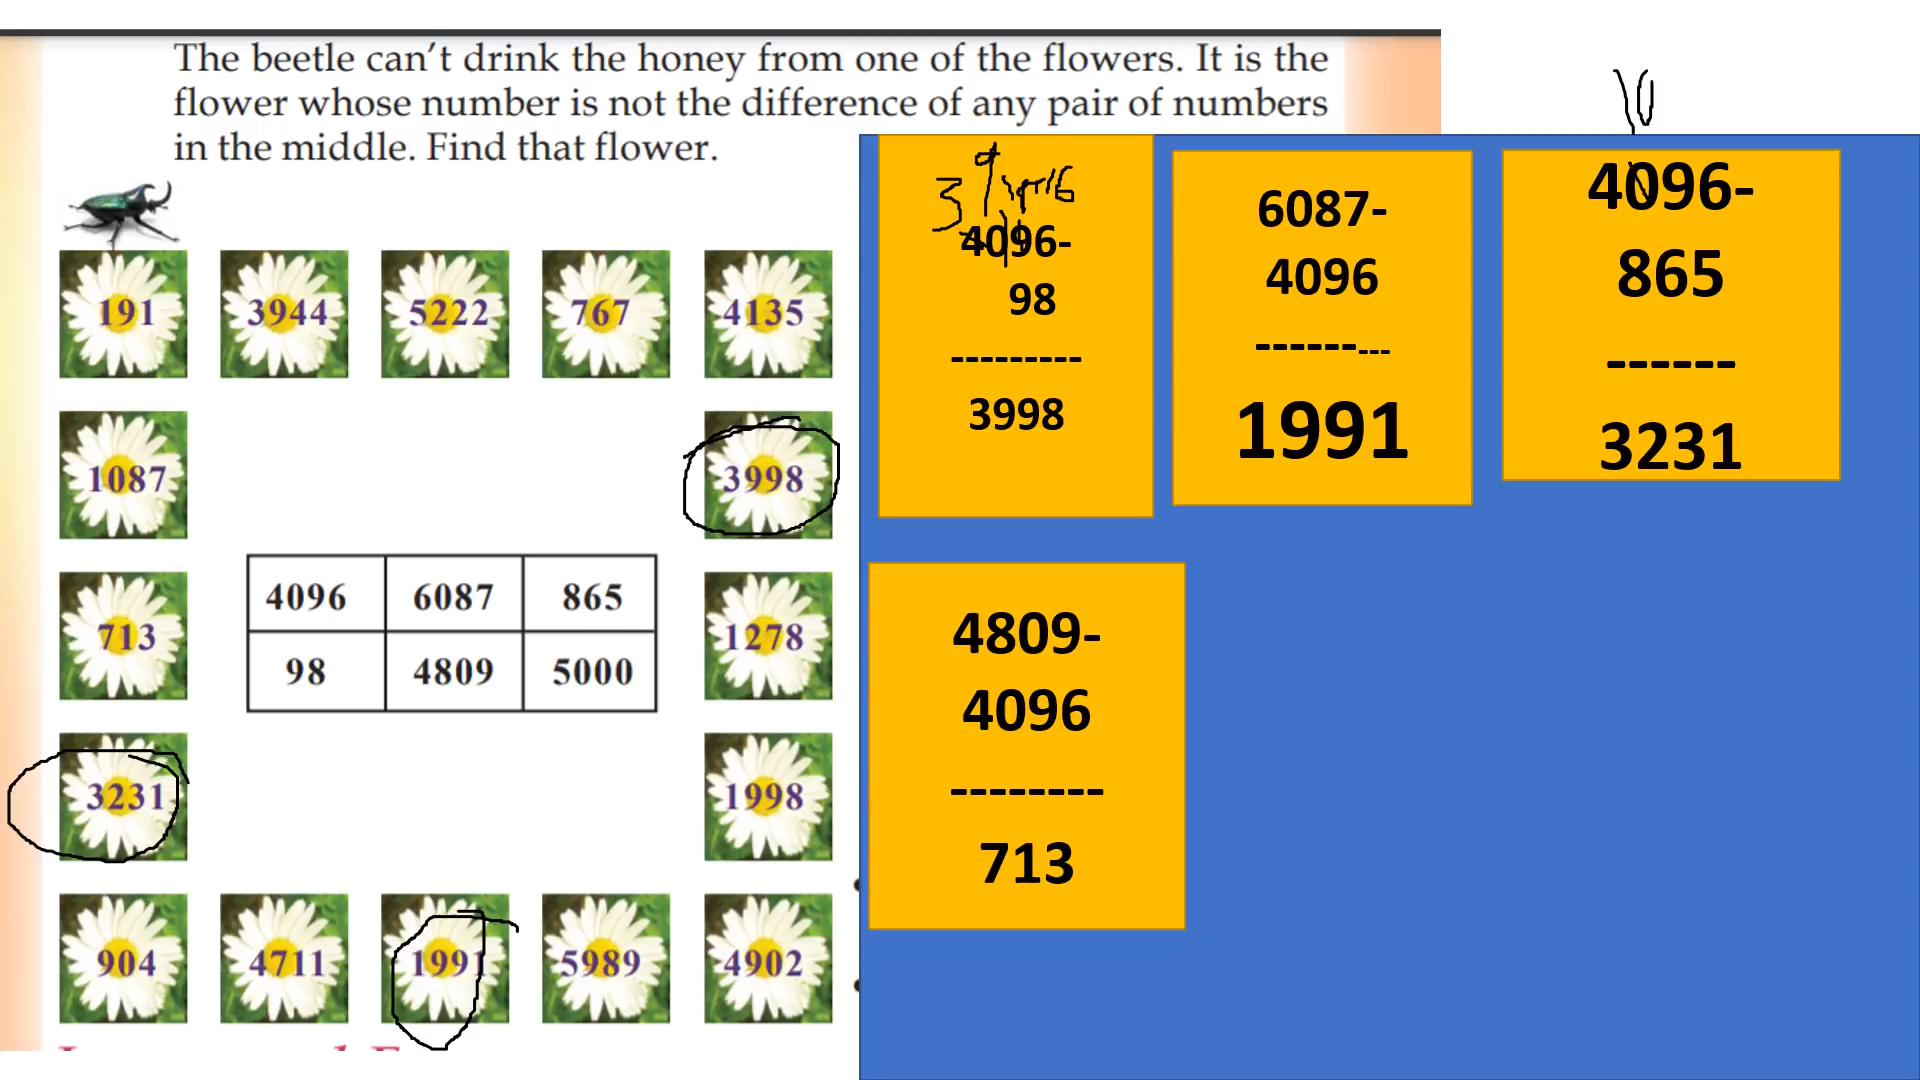 The beetle can't drink the honey from one of the flowers. It is the
flower whose number is not the difference of any pair of numbers
in the middle. Find that flower.
191 3944 5222 767 4135
1087 3998
4096 6087 865
713 1278
98 4809 5000
3231 1998
904 4711 1991 5989 4902
4096-
98
---------
3998
6087-
4096
---------
1991
10
4096-
865
------
3231
4809-
4096
--------
713